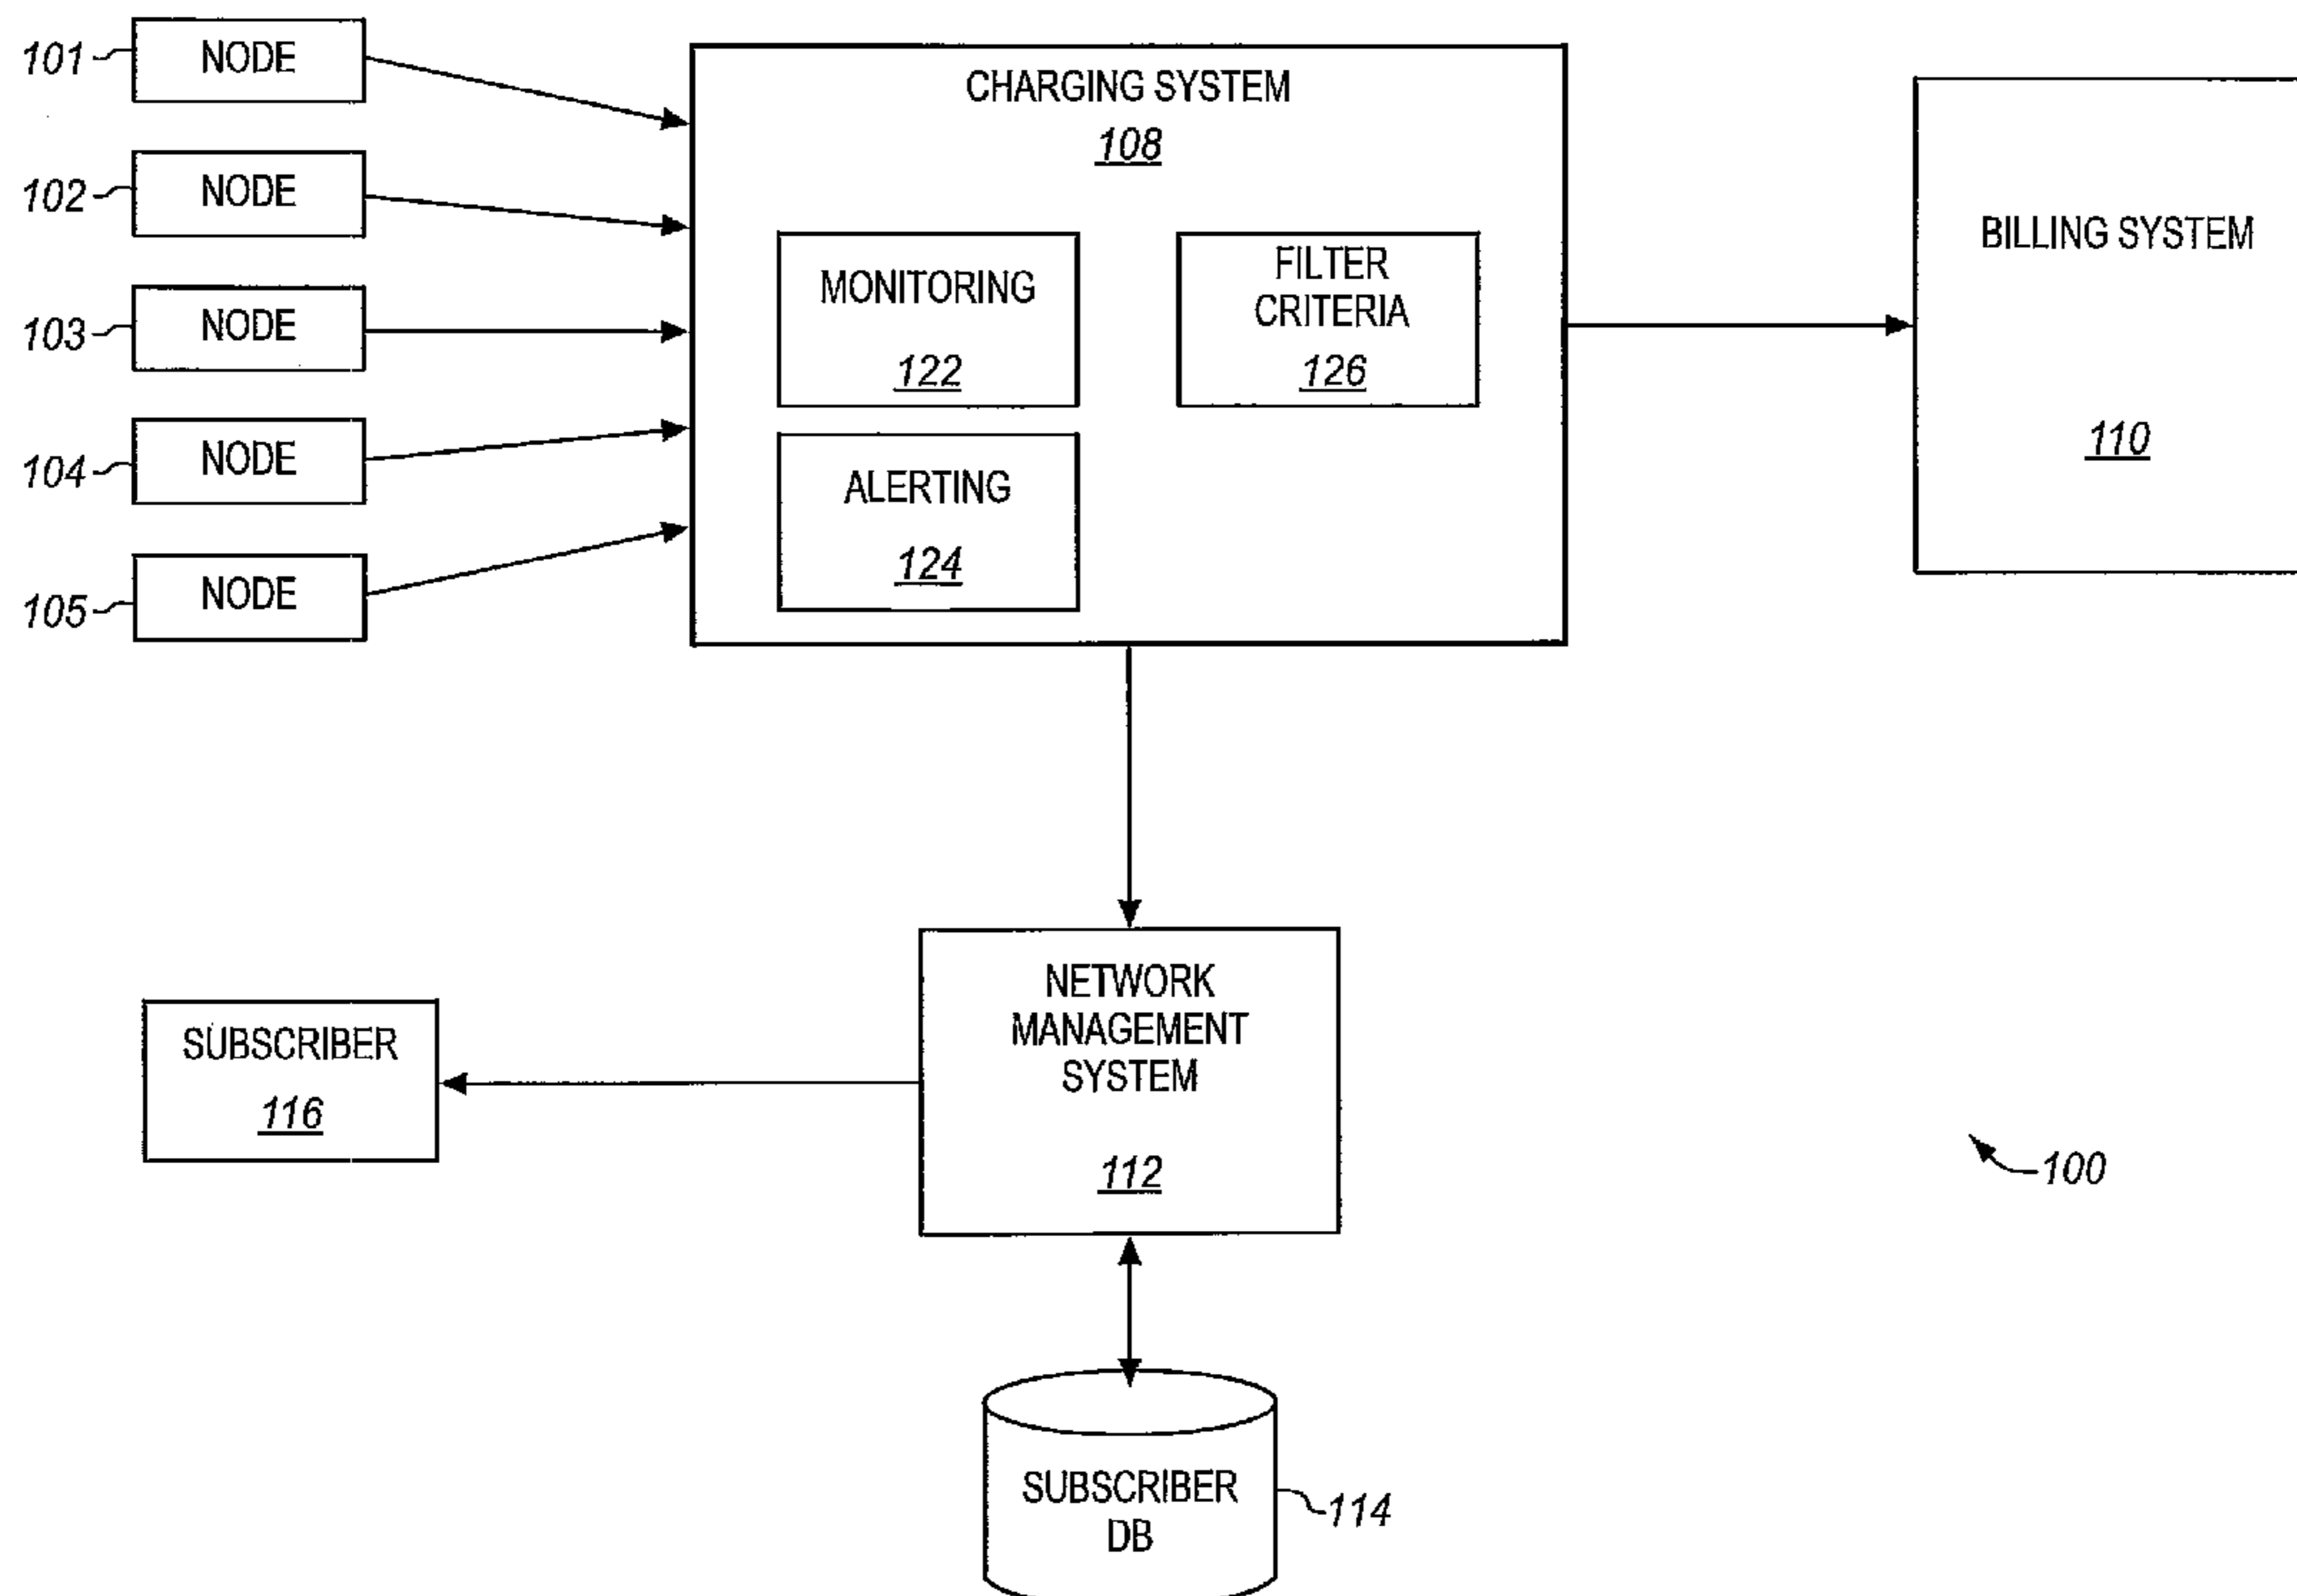 101
NODE
102
NODE
103
NODE
104
NODE
105
NODE
CHARGING SYSTEM
108
MONITORING
122
FILTER
CRITERIA
126
ALERTING
124
BILLING SYSTEM
110
NETWORK
MANAGEMENT
SYSTEM
112
SUBSCRIBER
116
100
SUBSCRIBER
DB
114